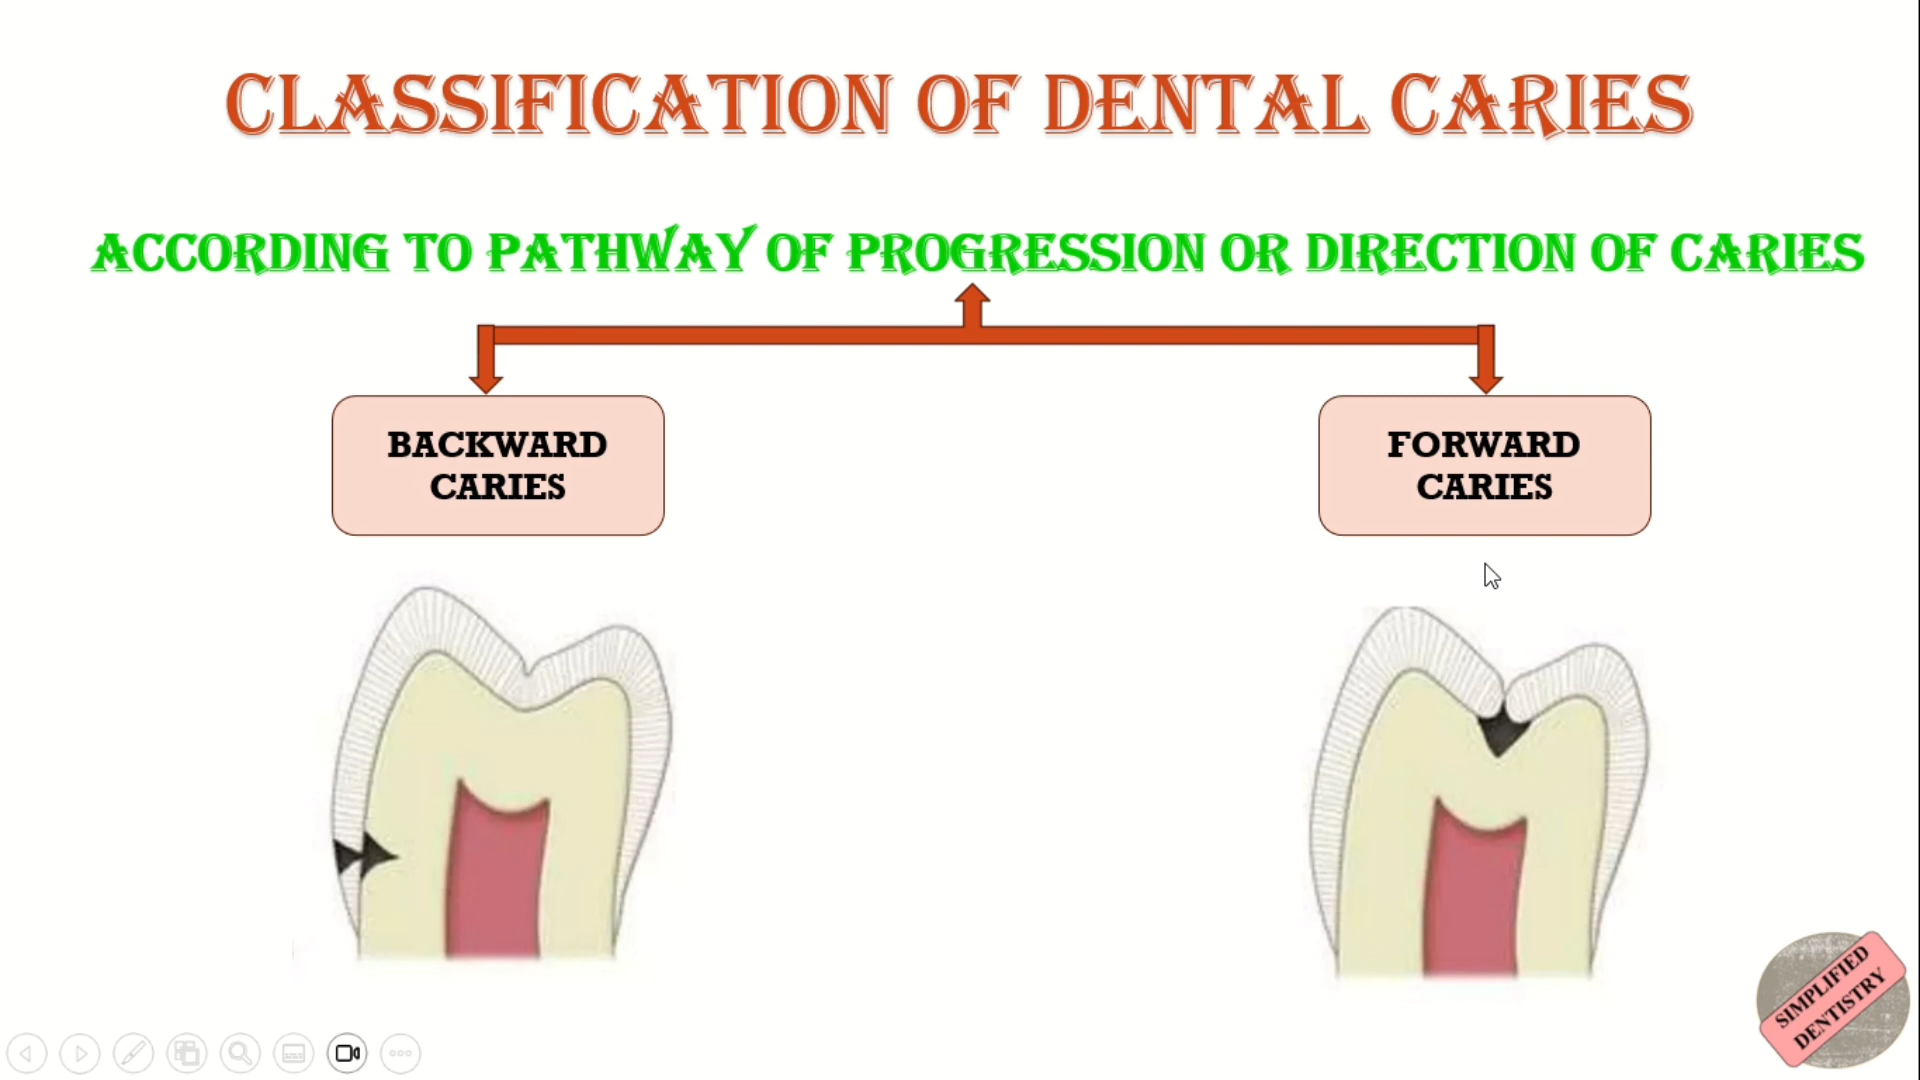 CLASSIFICATION OF DENTAL CARIES
ACCORDING TO PATHWAY OF PROGRESSION OR DIRECTION OF CARIES
BACKWARD
CARIES
FORWARD
CARIES
SIMPLIFIED
DENTISTRY